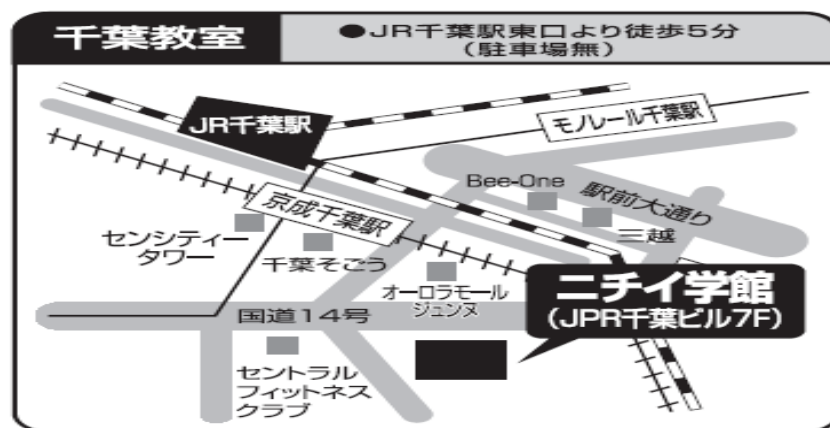 千葉教室
●JR千葉駅東口より徒歩5分
(駐車場無)
JR千葉駅
モノレール千葉駅
Bee-One
駅前大通り
京成千葉駅
三越
センシティー
タワー
千葉そごう
オーロラモール
ジュンヌ
ニチイ学館
(JPR千葉ビル7F)
国道14号
セントラル
フィットネス
クラブ